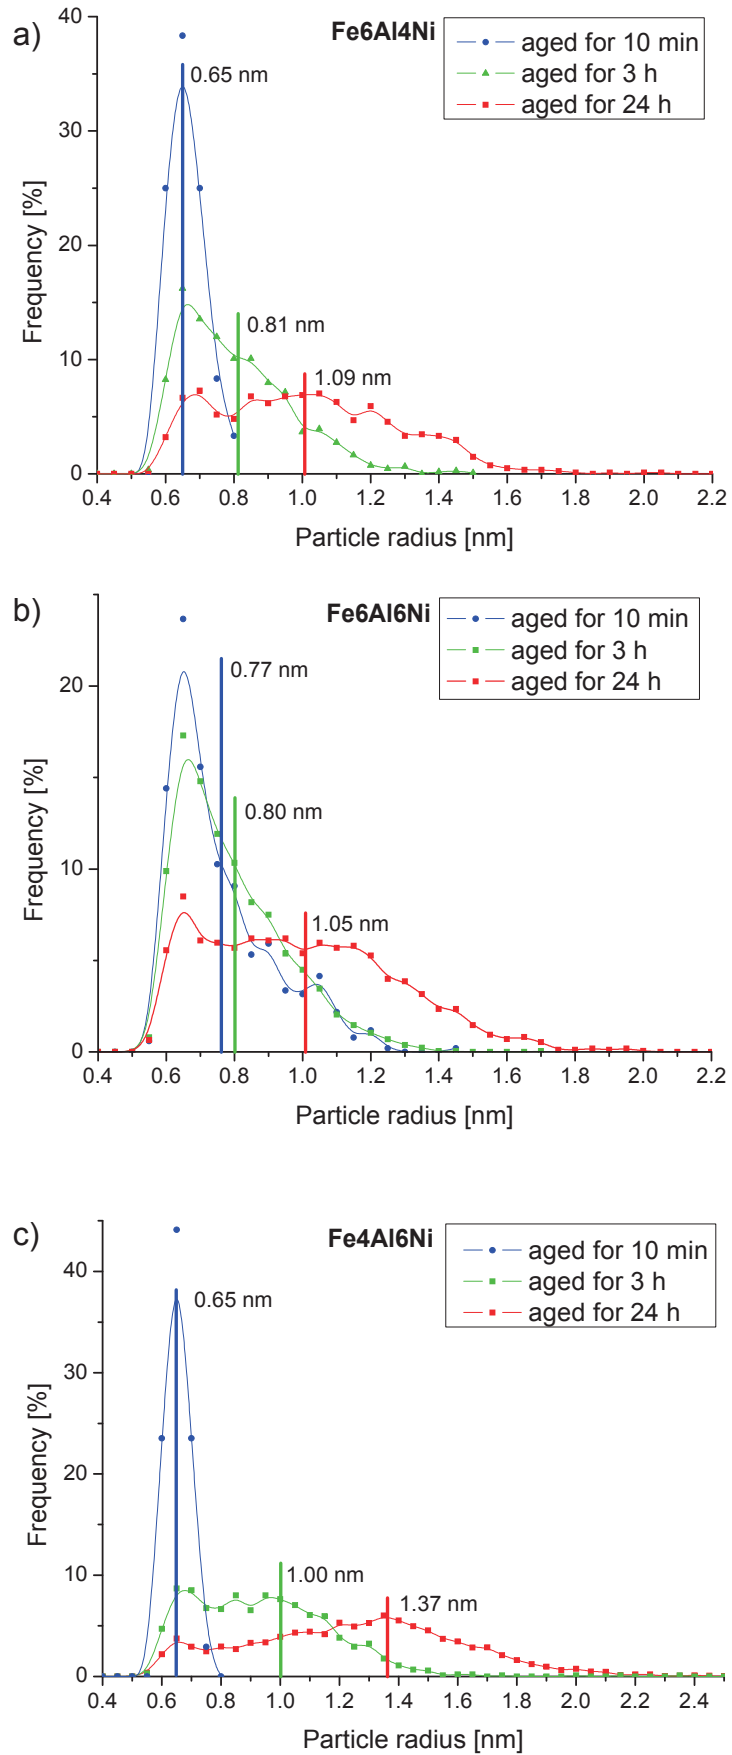 a)
Fe6Al4Ni
aged for 10 min
aged for 3 h
aged for 24 h
0.65 nm
0.81 nm
1.09 nm
Frequency [%]
40
30
20
10
0
0.4 0.6 0.8 1.0 1.2 1.4 1.6 1.8 2.0 2.2
Particle radius [nm]
b)
Fe6Al6Ni
aged for 10 min
aged for 3 h
aged for 24 h
0.77 nm
0.80 nm
1.05 nm
Frequency [%]
20
10
0
0.4 0.6 0.8 1.0 1.2 1.4 1.6 1.8 2.0 2.2
Particle radius [nm]
c)
Fe4Al6Ni
aged for 10 min
aged for 3 h
aged for 24 h
0.65 nm
1.00 nm
1.37 nm
Frequency [%]
40
30
20
10
0
0.4 0.6 0.8 1.0 1.2 1.4 1.6 1.8 2.0 2.2 2.4
Particle radius [nm]